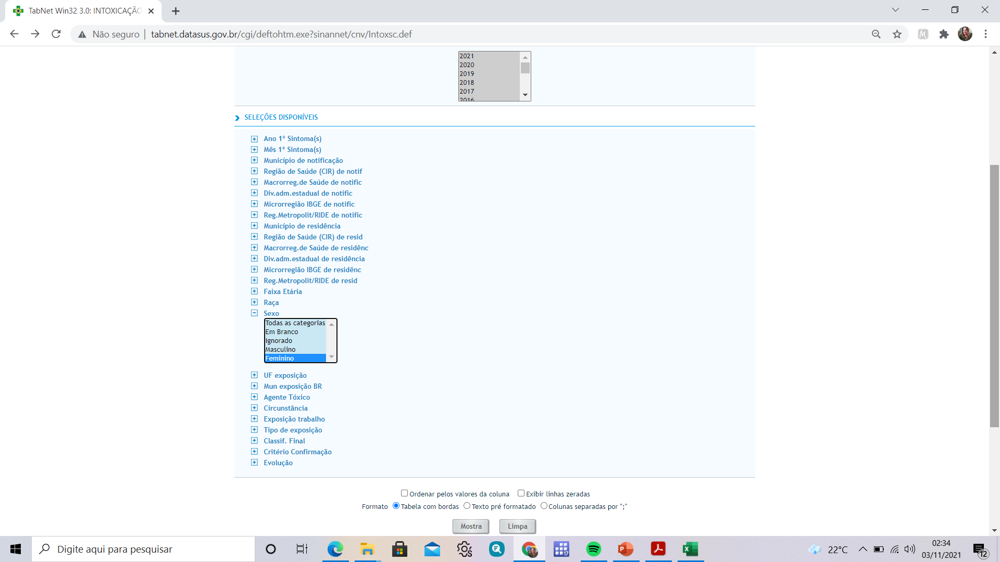 TabNet Win32 3.0: INTOXICAÇÃO
Não seguro
tabnet.datasus.gov.br/cgi/deftohtm.exe?sinannet/cnv/Intoxsc.def
2021
2020
2019
2018
2017
2016
SELEÇÕES DISPONÍVEIS
Ano 1º Sintoma(s)
Mês 1º Sintoma(s)
Município de notificação
Região de Saúde (CIR) de notif
Macrorreg.de Saúde de notific
Div.adm.estadual de notific
Microrregião IBGE de notific
Reg.Metropolit/RIDE de notific
Município de residência
Região de Saúde (CIR) de resid
Macrorreg.de Saúde de residênc
Div.adm.estadual de residência
Microrregião IBGE de residênc
Reg.Metropolit/RIDE de resid
Faixa Etária
Raça
Sexo
Todas as categorias
Em Branco
Ignorado
Masculino
Feminino
UF exposição
Mun exposição BR
Agente Tóxico
Circunstância
Exposição trabalho
Tipo de exposição
Classif. Final
Critério Confirmação
Evolução
Ordenar pelos valores da coluna Exibir linhas zeradas
Formato Tabela com bordas Texto pré formatado Colunas separadas por ";"
Mostra Limpa
Digite aqui para pesquisar
17
22°C
02:34
03/11/2021
12